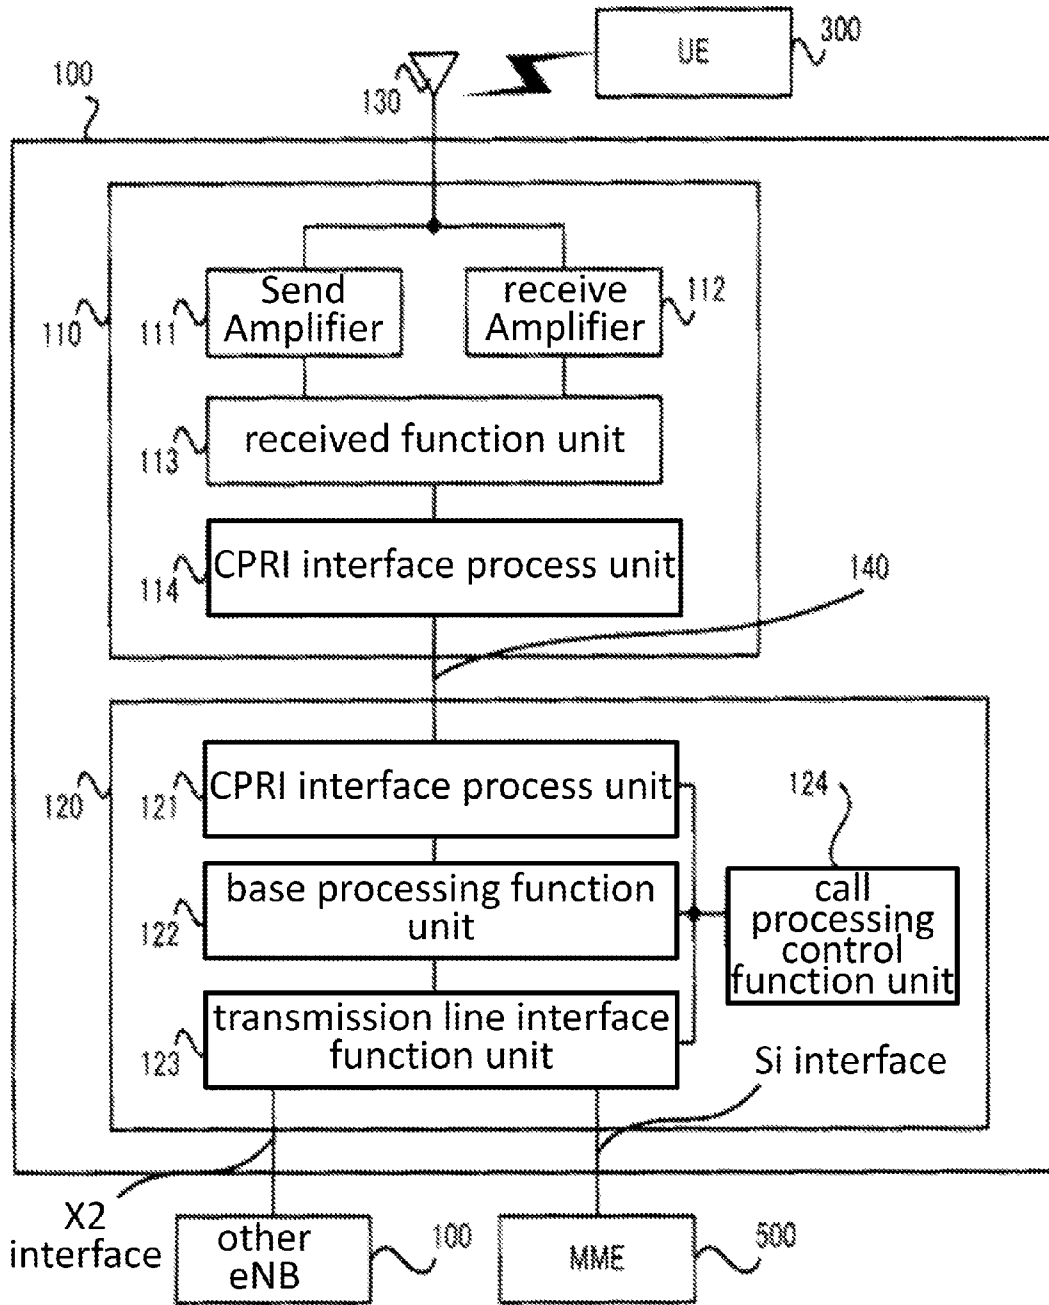 UE
300
100
130
Send
Amplifier
receive
Amplifier
112
110
111
received function unit
113
CPRI interface process unit
114
140
CPRI interface process unit
120
121
124
base processing function
unit
122
call
processing
control
function unit
transmission line interface
function unit
123
Si interface
X2
interface
other
eNB
100
MME
500